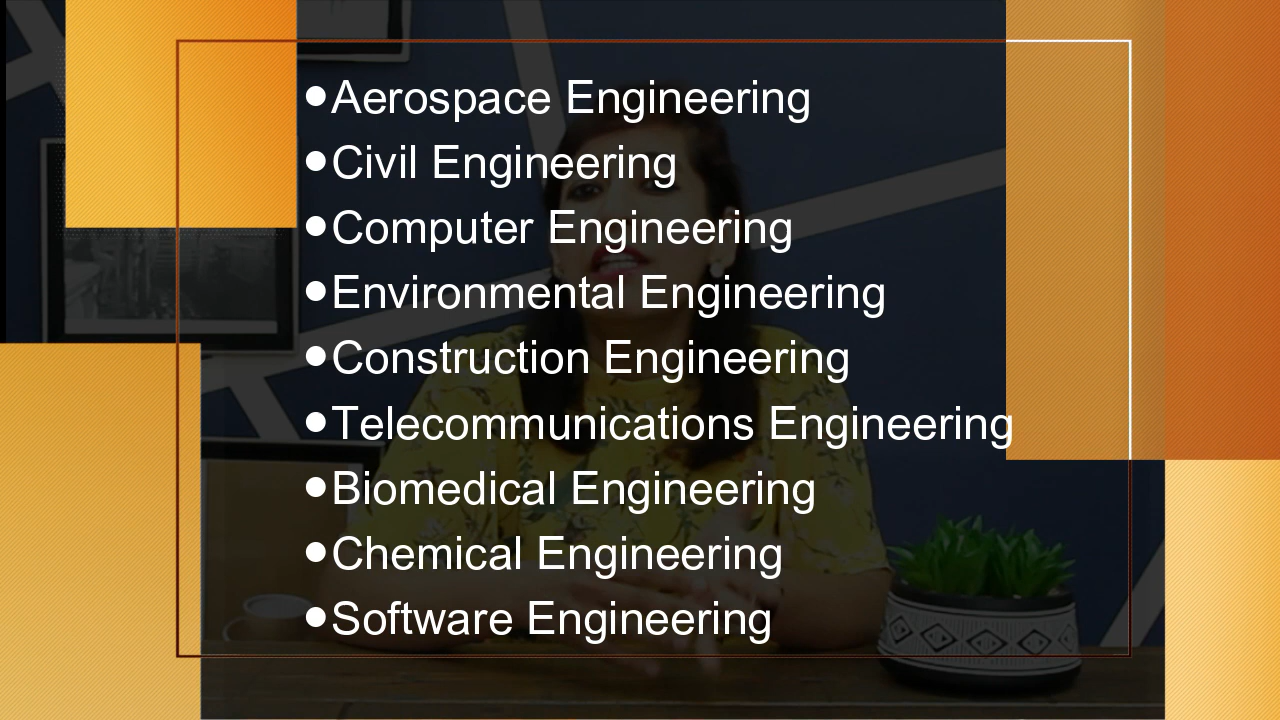 ●Aerospace Engineering
●Civil Engineering
●Computer Engineering
●Environmental Engineering
●Construction Engineering
●Telecommunications Engineering
●Biomedical Engineering
●Chemical Engineering
●Software Engineering